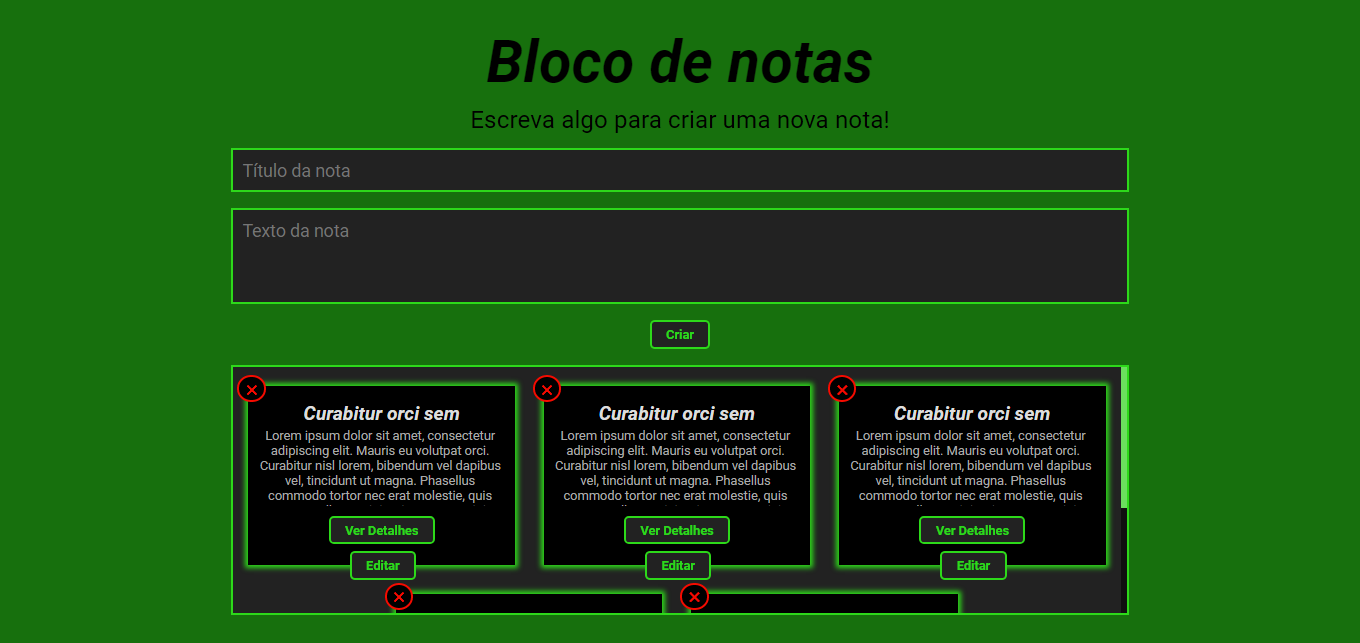 Bloco de notas
Escreva algo para criar uma nova nota!
Título da nota
Texto da nota
Criar
Curabitur orci sem
Lorem ipsum dolor sit amet, consectetur
adipiscing elit. Mauris eu volutpat orci.
Curabitur nisl lorem, bibendum vel dapibus
vel, tincidunt ut magna. Phasellus
commodo tortor nec erat molestie, quis
Ver Detalhes
Editar
Curabitur orci sem
Lorem ipsum dolor sit amet, consectetur
adipiscing elit. Mauris eu volutpat orci.
Curabitur nisl lorem, bibendum vel dapibus
vel, tincidunt ut magna. Phasellus
commodo tortor nec erat molestie, quis
Ver Detalhes
Editar
Curabitur orci sem
Lorem ipsum dolor sit amet, consectetur
adipiscing elit. Mauris eu volutpat orci.
Curabitur nisl lorem, bibendum vel dapibus
vel, tincidunt ut magna. Phasellus
commodo tortor nec erat molestie, quis
Ver Detalhes
Editar